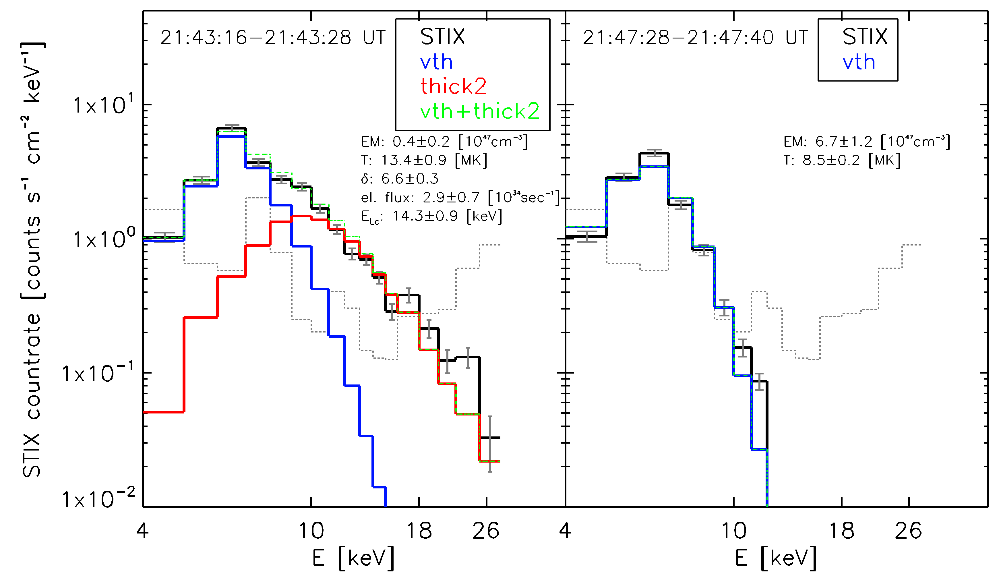 STIX countrate [counts s⁻¹ cm⁻² keV⁻¹]
1x10¹
1x10⁰
1x10⁻¹
1x10⁻²
21:43:16−21:43:28 UT
STIX
vth
thick2
vth+thick2
EM: 0.4±0.2 [10⁴⁷cm⁻³]
T: 13.4±0.9 [MK]
δ: 6.6±0.3
el. flux: 2.9±0.7 [10³⁴sec⁻¹]
E_Lc: 14.3±0.9 [keV]
4 10 18 26
E [keV]
21:47:28−21:47:40 UT
STIX
vth
EM: 6.7±1.2 [10⁴⁷cm⁻³]
T: 8.5±0.2 [MK]
4 10 18 26
E [keV]